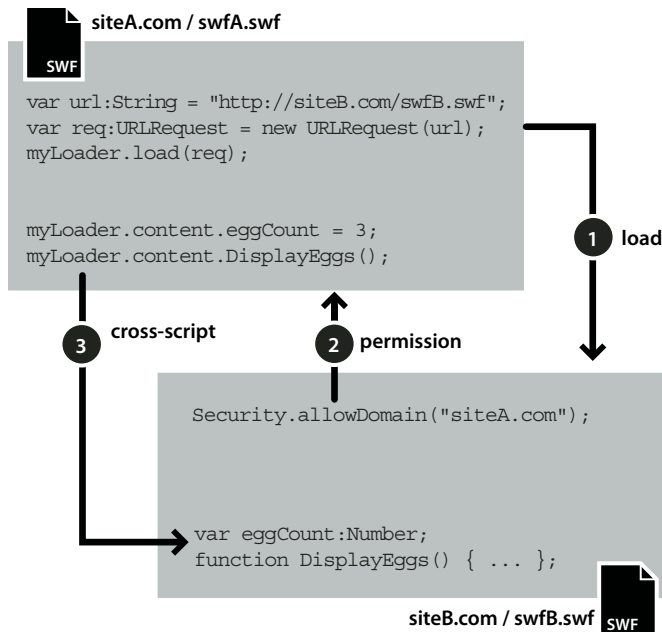 siteA.com / swfA.swf
SWF
var url:String = "http://siteB.com/swfB.swf";
var req:URLRequest = new URLRequest(url);
myLoader.load(req);
myLoader.content.eggCount = 3;
myLoader.content.DisplayEggs();
1 load
3 cross-script
2 permission
Security.allowDomain("siteA.com");
var eggCount:Number;
function DisplayEggs() { ... };
siteB.com / swfB.swf
SWF